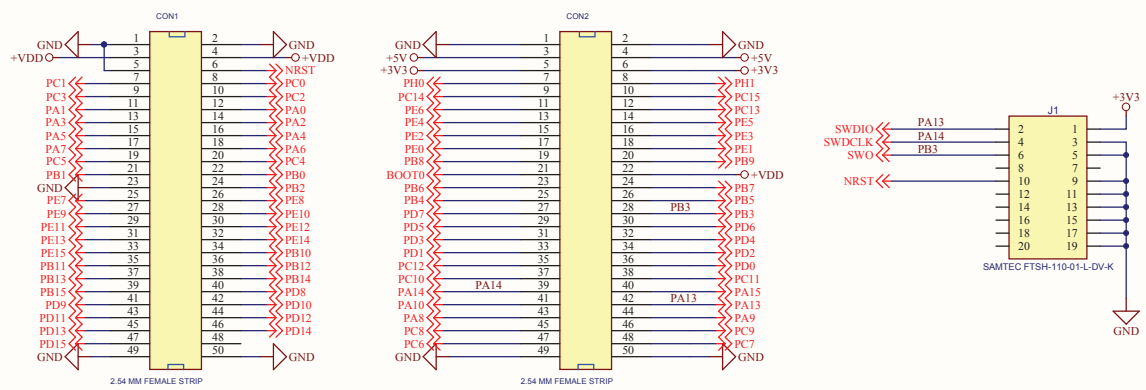 CON1
GND 1 2 GND
+VDD 3 4 +VDD
5 6 NRST
PC1 7 8 PC0
PC3 9 10 PC2
PA1 11 12 PA0
PA3 13 14 PA2
PA5 15 16 PA4
PA7 17 18 PA6
PC5 19 20 PC4
PB1 21 22 PB0
GND 23 24 PB2
PE7 25 26 PE8
PE9 27 28 PE10
PE11 29 30 PE12
PE13 31 32 PE14
PE15 33 34 PB10
PB11 35 36 PB12
PB13 37 38 PB14
PB15 39 40 PD8
PD9 41 42 PD10
PD11 43 44 PD12
PD13 45 46 PD14
PD15 47 48
GND 49 50 GND
2.54 MM FEMALE STRIP
CON2
GND 1 2 GND
+5V 3 4 +5V
+3V3 5 6 +3V3
PH0 7 8 PH1
PC14 9 10 PC15
PE6 11 12 PC13
PE4 13 14 PE5
PE2 15 16 PE3
PE0 17 18 PE1
PB8 19 20 PB9
BOOT0 21 22 +VDD
PB6 23 24 PB7
PB4 25 26 PB5
PD7 27 28 PB3 PB3
PD5 29 30 PD6
PD3 31 32 PD4
PD1 33 34 PD2
PC12 35 36 PD0
PC10 37 38 PC11
PA14 PA14 39 40 PA15
PA10 41 42 PA13 PA13
PA8 43 44 PA9
PC8 45 46 PC9
PC6 47 48 PC7
GND 49 50 GND
2.54 MM FEMALE STRIP
+3V3
J1
SWDIO PA13 2 1
SWDCLK PA14 4 3
SWO PB3 6 5
8 7
NRST 10 9
12 11
14 13
16 15
18 17
20 19
SAMTEC FTSH-110-01-L-DV-K
GND